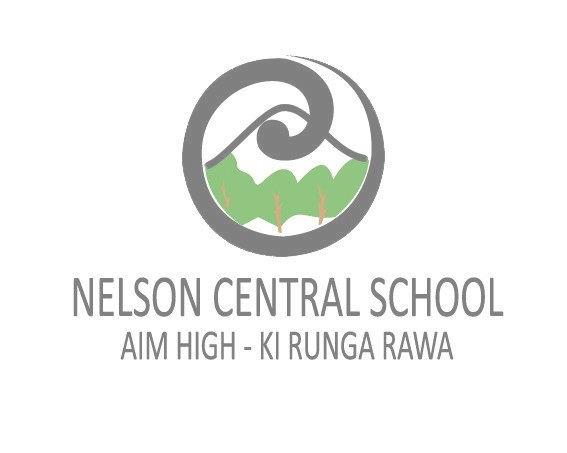 NELSON CENTRAL SCHOOL
AIM HIGH - KI RUNGA RAWA